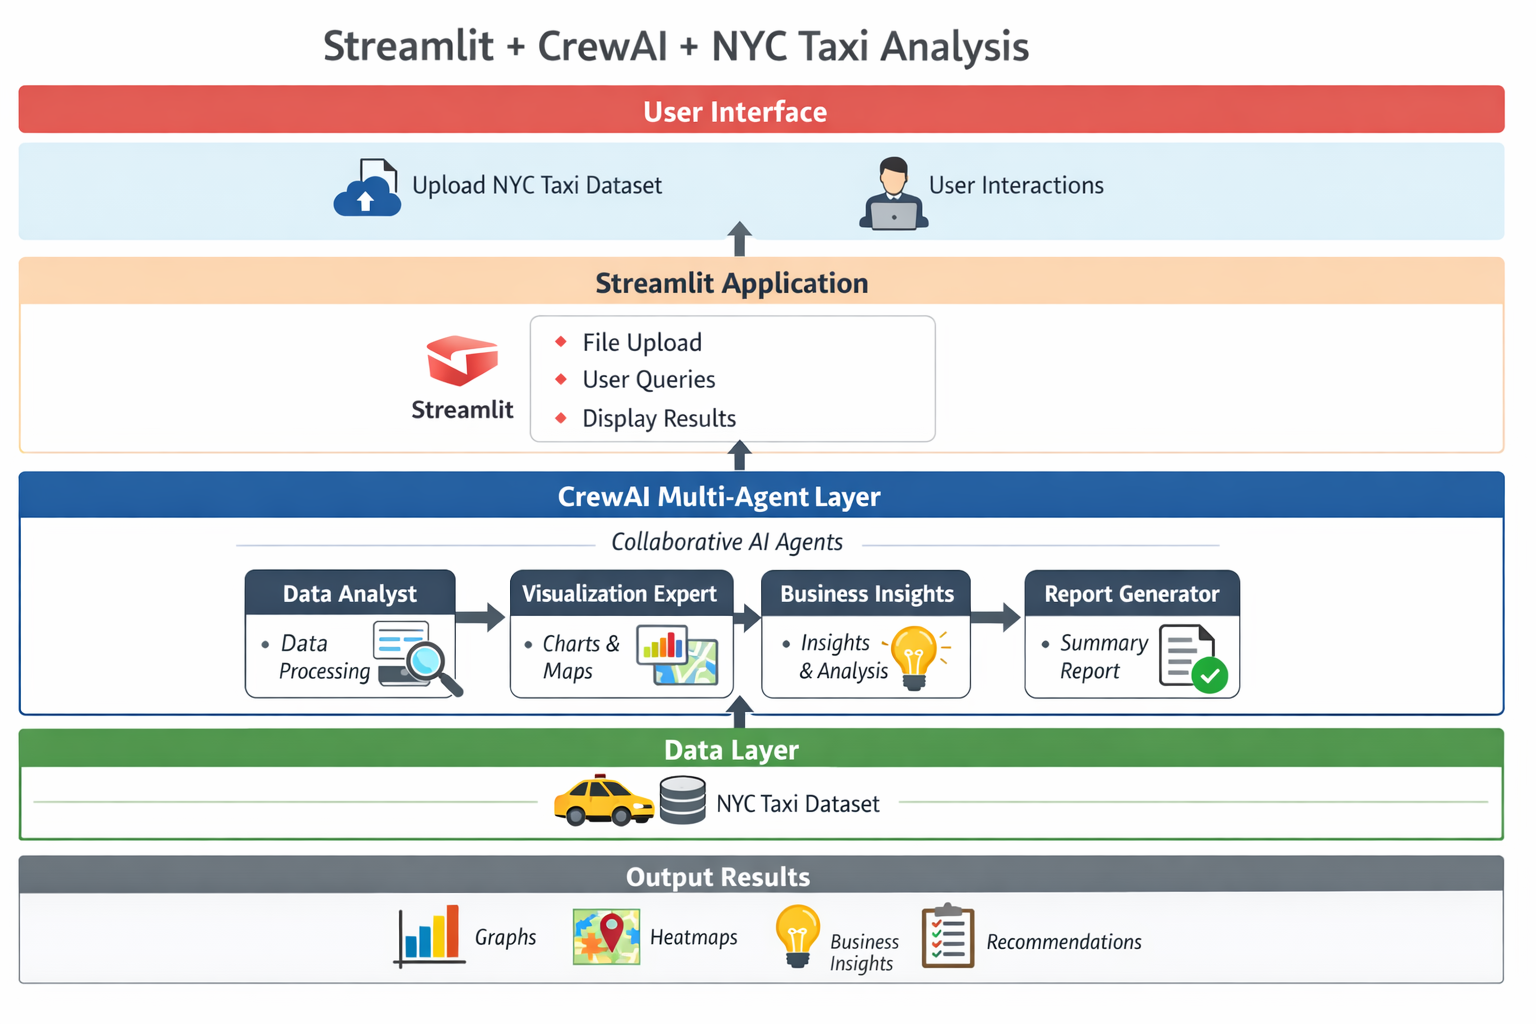 Streamlit + CrewAI + NYC Taxi Analysis
User Interface
Upload NYC Taxi Dataset
User Interactions
Streamlit Application
Streamlit
File Upload
User Queries
Display Results
CrewAI Multi-Agent Layer
Collaborative AI Agents
Data Analyst
• Data
Processing
Visualization Expert
• Charts &
Maps
Business Insights
• Insights
& Analysis
Report Generator
• Summary
Report
Data Layer
NYC Taxi Dataset
Output Results
Graphs
Heatmaps
Business
Insights
Recommendations